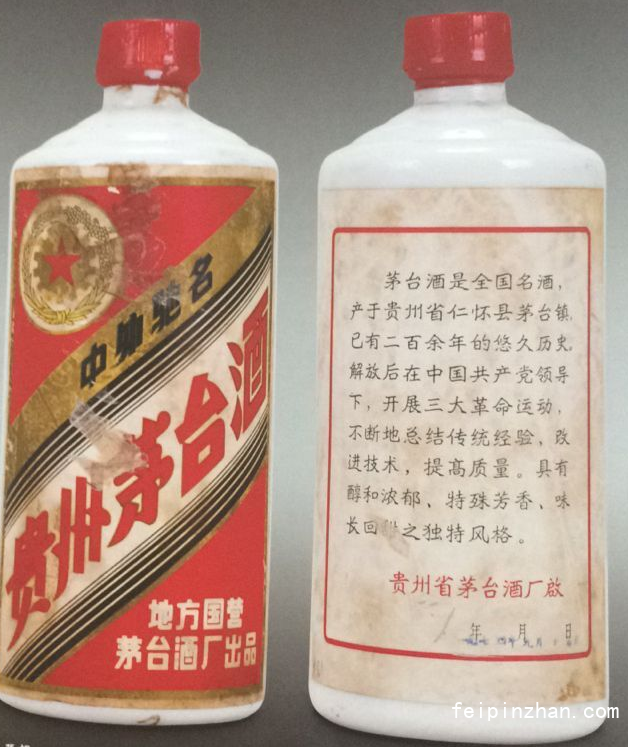 中外驰名
贵州茅台酒
地方国营
茅台酒厂出品
茅台酒是全国名酒，
产于贵州省仁怀县茅台镇，
已有二百余年的悠久历史，
解放后在中国共产党领导
下，开展三大革命运动，
不断地总结传统经验，改
进技术，提高质量。具有
醇和浓郁、特殊芳香、味
长回 之独特风格。
贵州省茅台酒厂启
年 月 日
feipinzhan.com